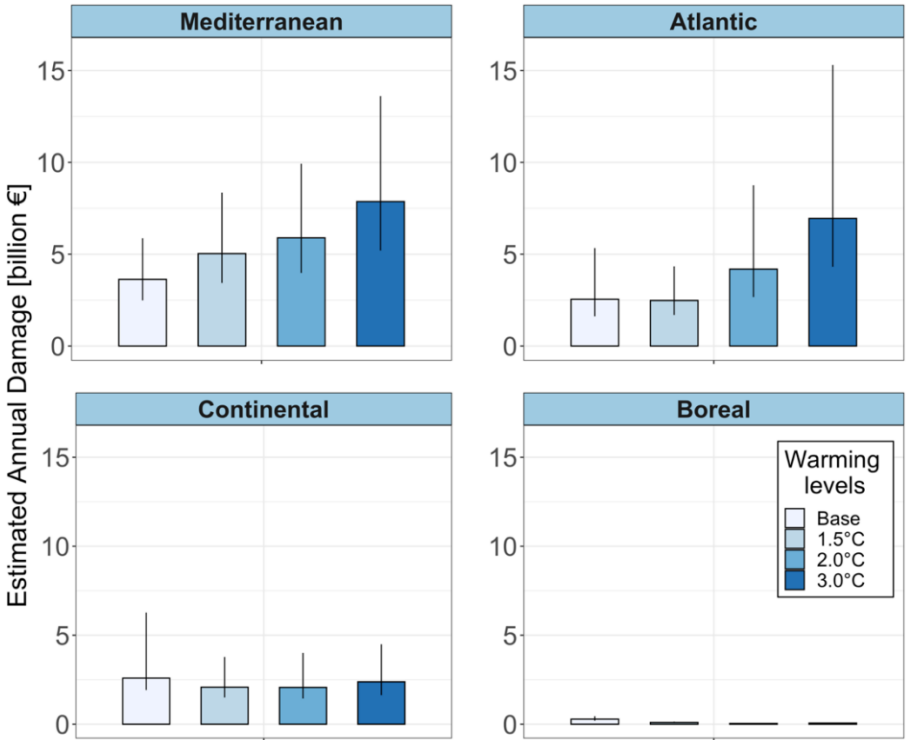 Estimated Annual Damage [billion €]
Mediterranean
15
10
5
0
Atlantic
15
10
5
0
Continental
15
10
5
0
Boreal
15
10
5
0
Warming
levels
Base
1.5°C
2.0°C
3.0°C